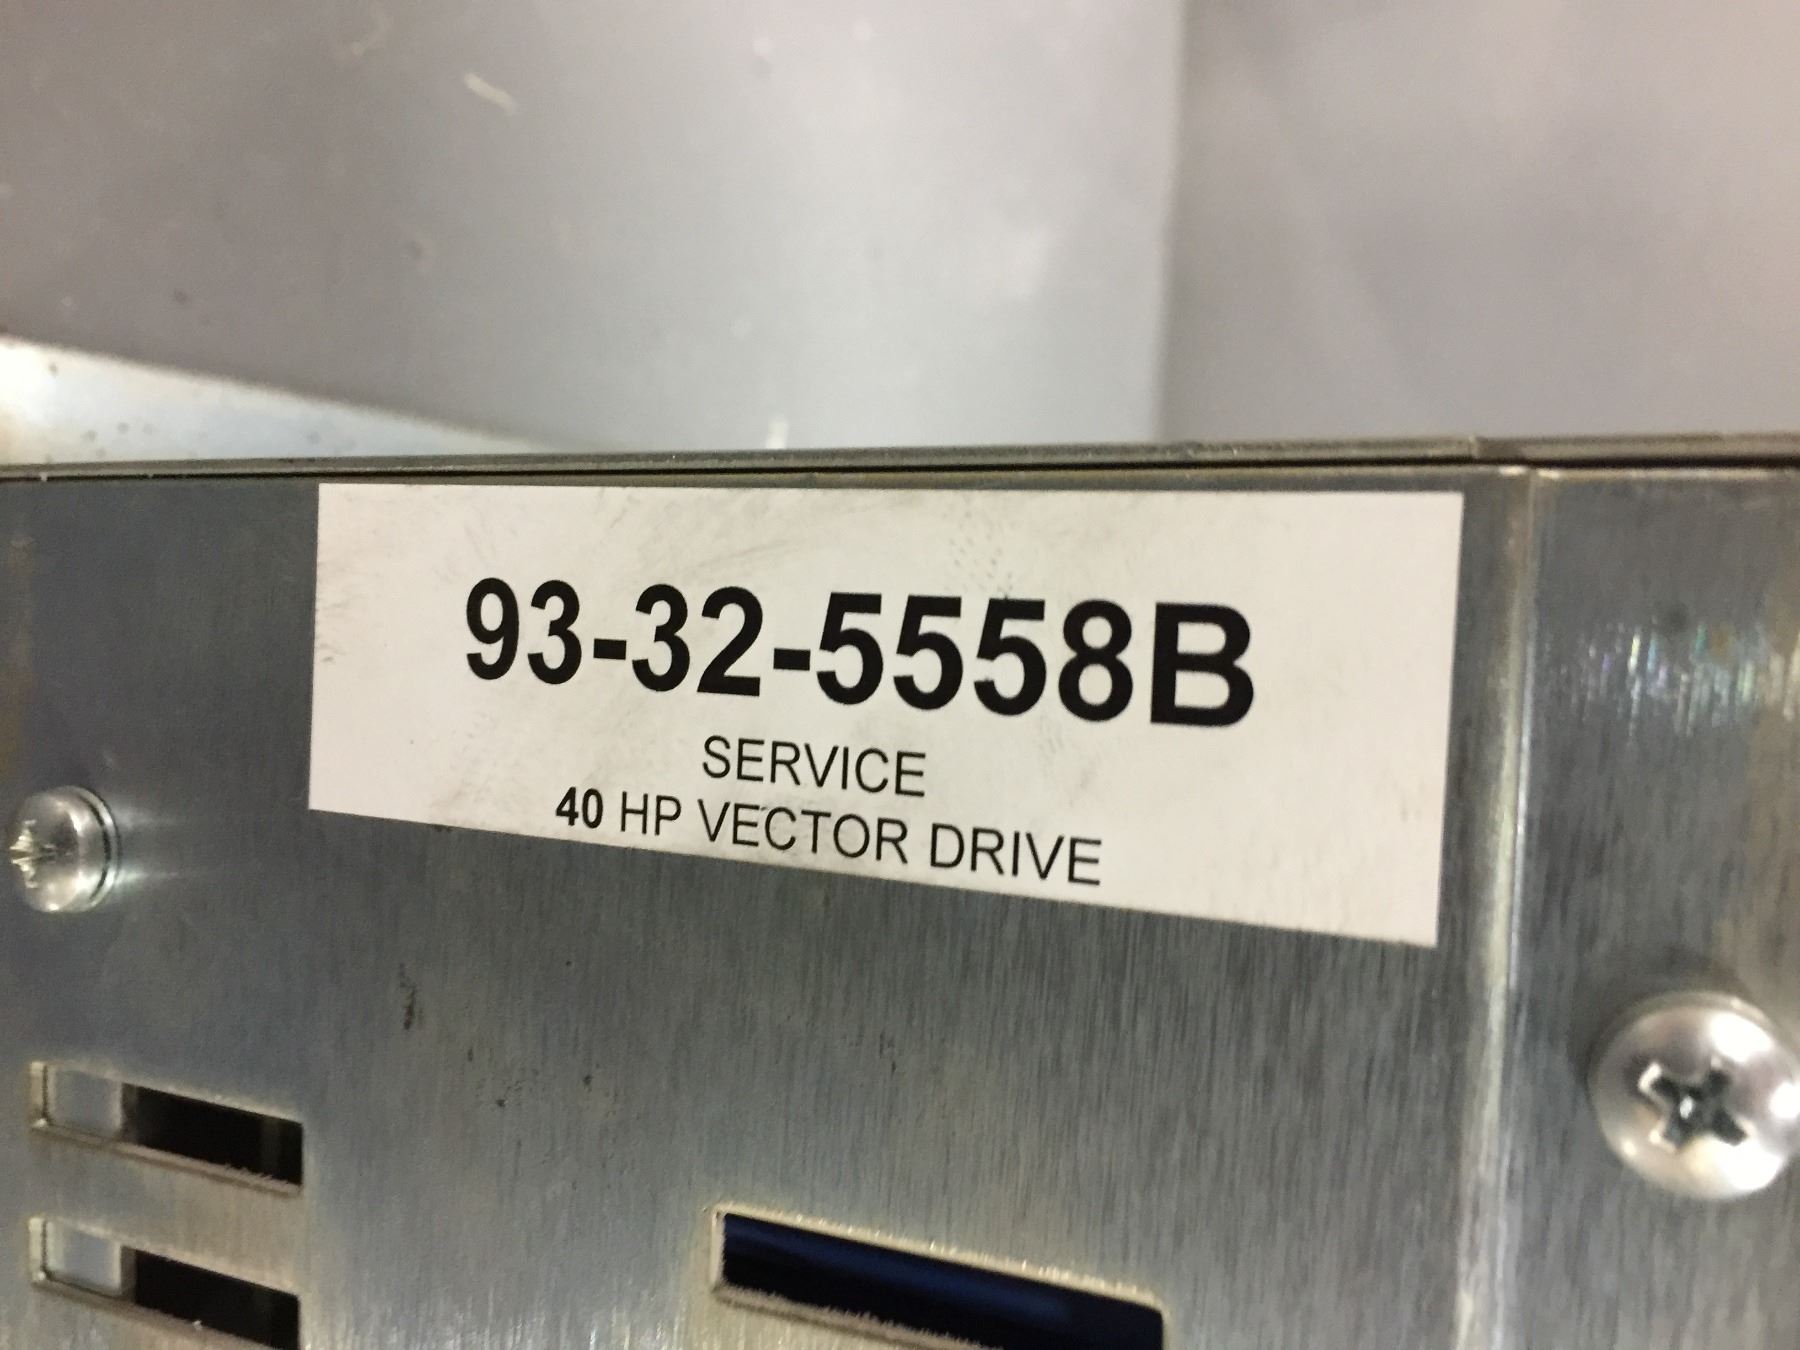 93-32-5558B
SERVICE
40 HP VECTOR DRIVE